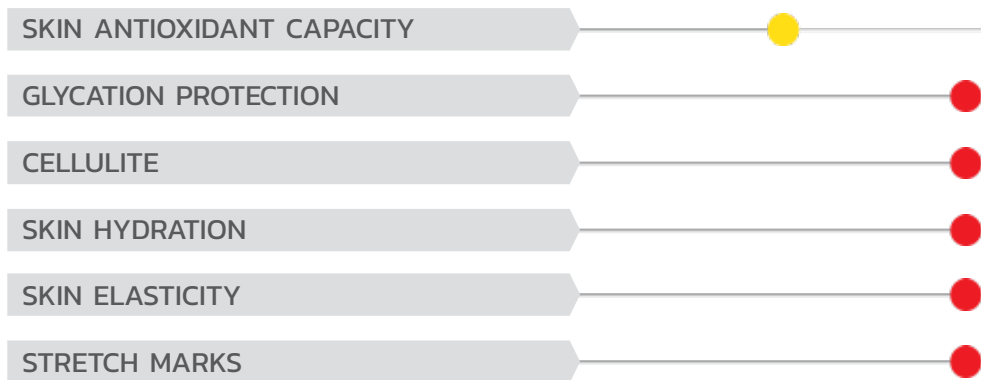 SKIN ANTIOXIDANT CAPACITY
GLYCATION PROTECTION
CELLULITE
SKIN HYDRATION
SKIN ELASTICITY
STRETCH MARKS